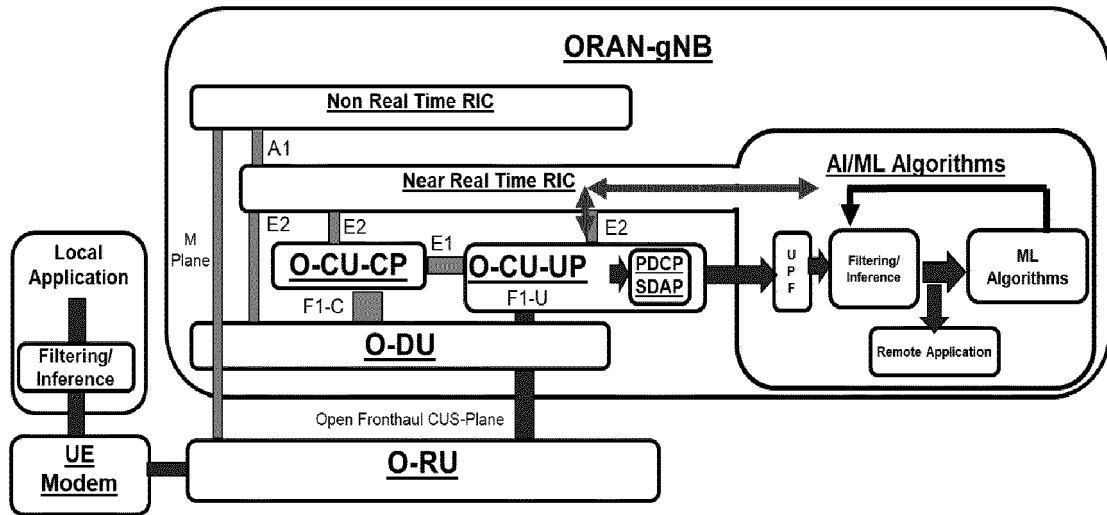 ORAN-gNB
Non Real Time RIC
A1
AI/ML Algorithms
Near Real Time RIC
M
Plane
E2
E2
E2
Local
Application
O-CU-CP
E1
O-CU-UP
PDCP
SDAP
U
P
F
Filtering/
Inference
ML
Algorithms
F1-C
F1-U
O-DU
Remote Application
Filtering/
Inference
Open Fronthaul CUS-Plane
UE
Modem
O-RU